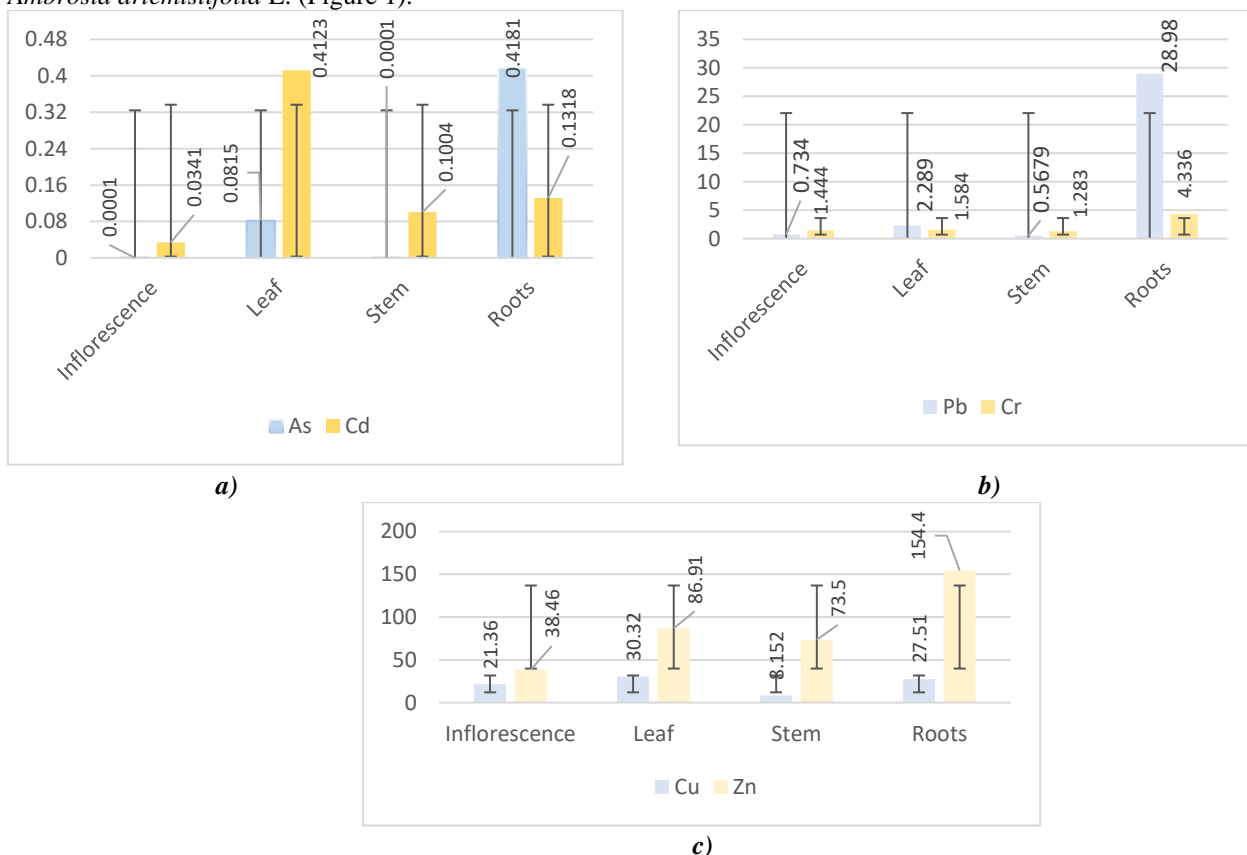 Ambrosia artemisiifolia L. (Figure 1).
0.48
0.4
0.32
0.24
0.16
0.08
0
0.0001
0.0341
0.0815
0.4123
0.0001
0.1004
0.4181
0.1318
Inflorescence
Leaf
Stem
Roots
As Cd
a)
35
30
25
20
15
10
5
0
0.734
1.444
2.289
1.584
0.5679
1.283
28.98
4.336
Inflorescence
Leaf
Stem
Roots
Pb Cr
b)
200
150
100
50
0
21.36
38.46
30.32
86.91
8.152
73.5
27.51
154.4
Inflorescence Leaf Stem Roots
Cu Zn
c)